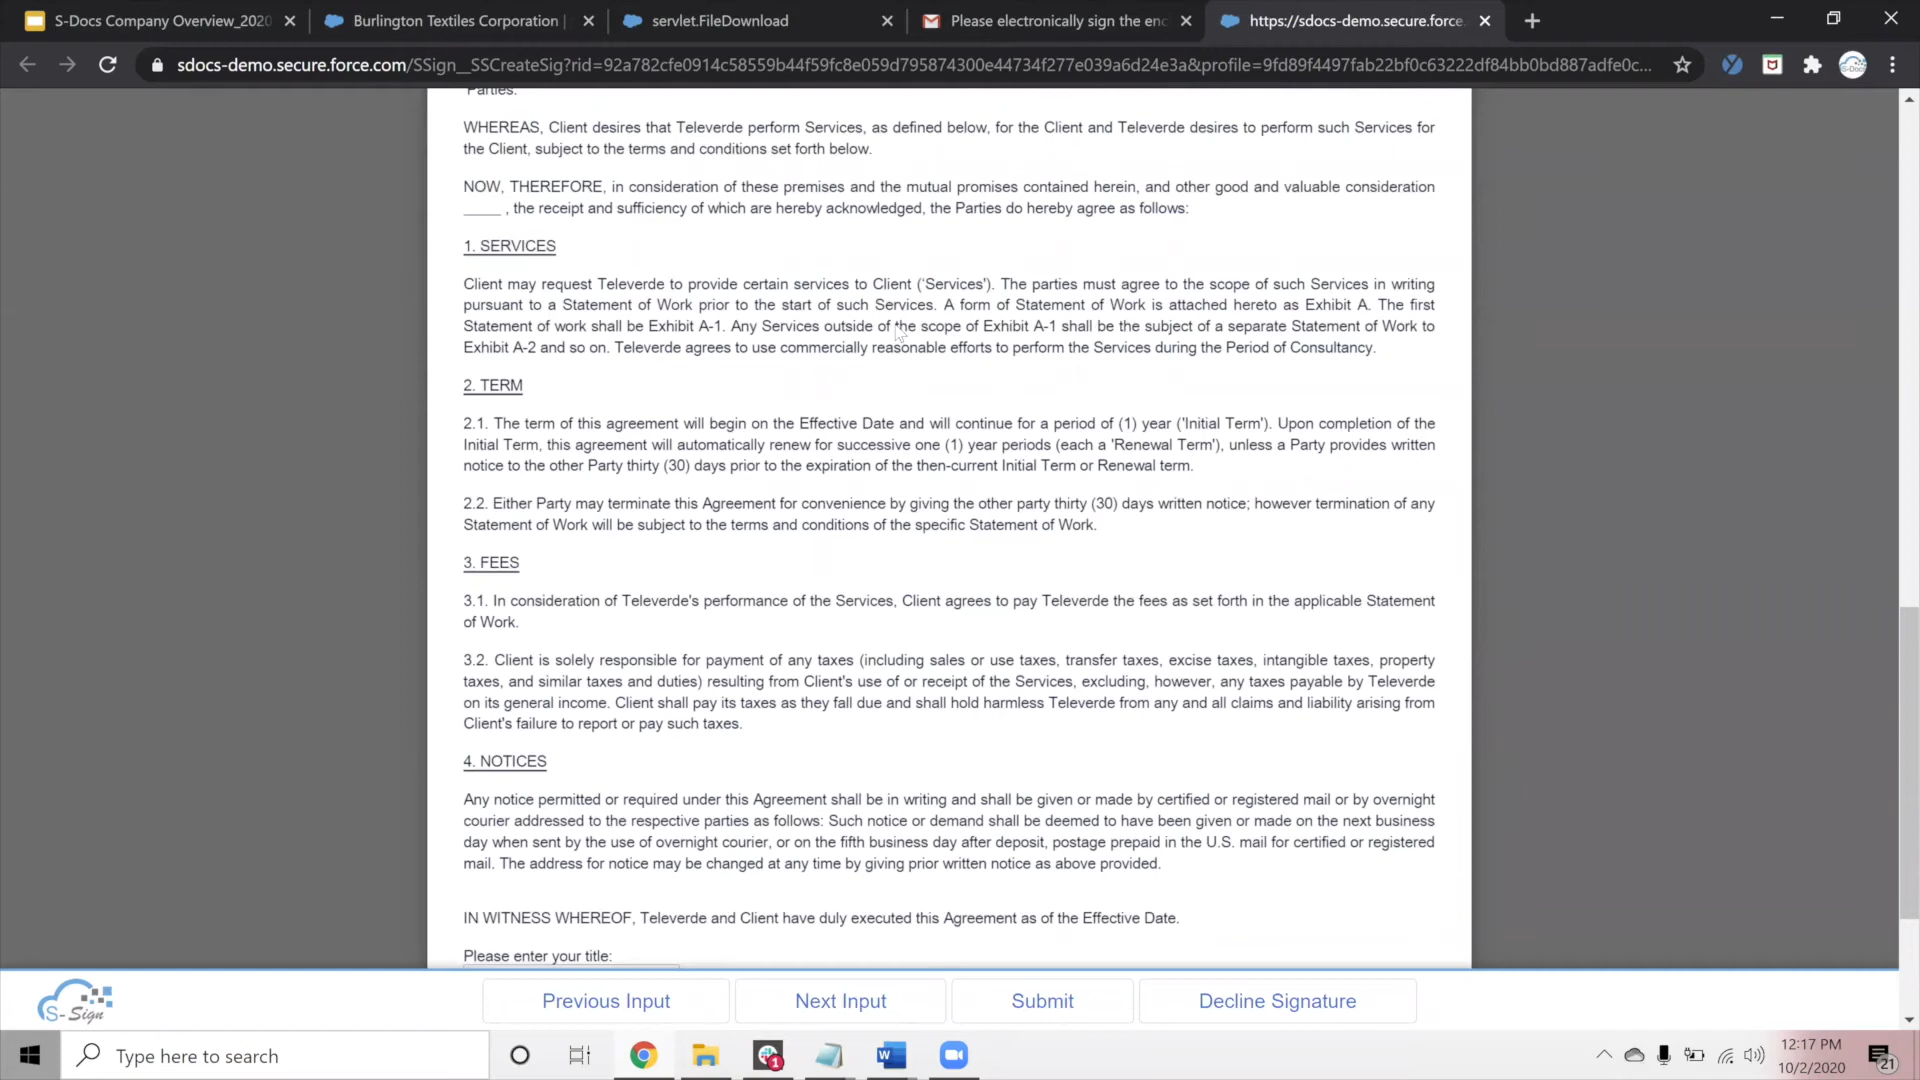 S-Docs Company Overview_2020
Burlington Textiles Corporation |
servlet.FileDownload
Please electronically sign the enc
https://sdocs-demo.secure.force.
sdocs-demo.secure.force.com/SSign__SSCreateSig?rid=92a782cfe0914c58559b44f59fc8e059d795874300e44734f277e039a6d24e3a&profile=9fd89f4497fab22bf0c63222df84bb0bd887adfe0c...
Parties.
WHEREAS, Client desires that Televerde perform Services, as defined below, for the Client and Televerde desires to perform such Services for
the Client, subject to the terms and conditions set forth below.
NOW, THEREFORE, in consideration of these premises and the mutual promises contained herein, and other good and valuable consideration
_____ , the receipt and sufficiency of which are hereby acknowledged, the Parties do hereby agree as follows:
1. SERVICES
Client may request Televerde to provide certain services to Client ('Services'). The parties must agree to the scope of such Services in writing
pursuant to a Statement of Work prior to the start of such Services. A form of Statement of Work is attached hereto as Exhibit A. The first
Statement of work shall be Exhibit A-1. Any Services outside of the scope of Exhibit A-1 shall be the subject of a separate Statement of Work to
Exhibit A-2 and so on. Televerde agrees to use commercially reasonable efforts to perform the Services during the Period of Consultancy.
2. TERM
2.1. The term of this agreement will begin on the Effective Date and will continue for a period of (1) year ('Initial Term'). Upon completion of the
Initial Term, this agreement will automatically renew for successive one (1) year periods (each a 'Renewal Term'), unless a Party provides written
notice to the other Party thirty (30) days prior to the expiration of the then-current Initial Term or Renewal term.
2.2. Either Party may terminate this Agreement for convenience by giving the other party thirty (30) days written notice; however termination of any
Statement of Work will be subject to the terms and conditions of the specific Statement of Work.
3. FEES
3.1. In consideration of Televerde's performance of the Services, Client agrees to pay Televerde the fees as set forth in the applicable Statement
of Work.
3.2. Client is solely responsible for payment of any taxes (including sales or use taxes, transfer taxes, excise taxes, intangible taxes, property
taxes, and similar taxes and duties) resulting from Client's use of or receipt of the Services, excluding, however, any taxes payable by Televerde
on its general income. Client shall pay its taxes as they fall due and shall hold harmless Televerde from any and all claims and liability arising from
Client's failure to report or pay such taxes.
4. NOTICES
Any notice permitted or required under this Agreement shall be in writing and shall be given or made by certified or registered mail or by overnight
courier addressed to the respective parties as follows: Such notice or demand shall be deemed to have been given or made on the next business
day when sent by the use of overnight courier, or on the fifth business day after deposit, postage prepaid in the U.S. mail for certified or registered
mail. The address for notice may be changed at any time by giving prior written notice as above provided.
IN WITNESS WHEREOF, Televerde and Client have duly executed this Agreement as of the Effective Date.
Please enter your title:
S-Sign
Previous Input
Next Input
Submit
Decline Signature
Type here to search
1
12:17 PM
10/2/2020
21